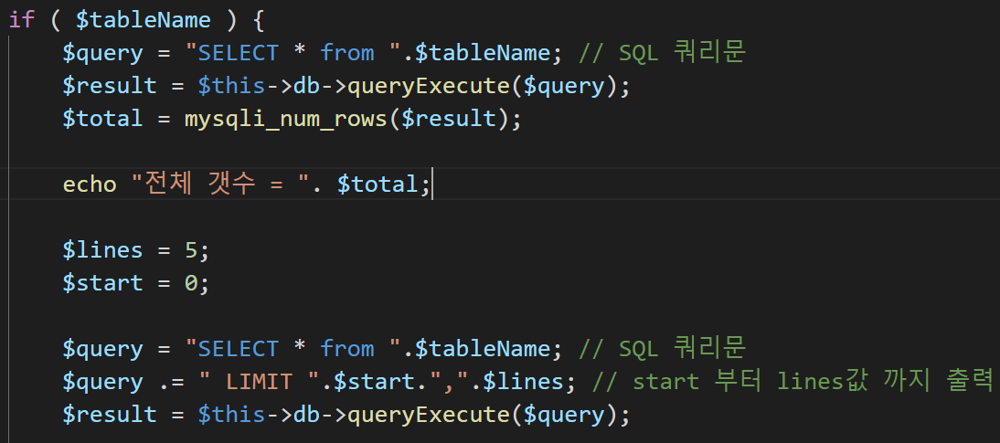 if ( $tableName ) {
$query = "SELECT * from ".$tableName; // SQL 쿼리문
$result = $this->db->queryExecute($query);
$total = mysqli_num_rows($result);
echo "전체 갯수 = ". $total;
$lines = 5;
$start = 0;
$query = "SELECT * from ".$tableName; // SQL 쿼리문
$query .= " LIMIT ".$start.",".$lines; // start 부터 lines값 까지 출력
$result = $this->db->queryExecute($query);